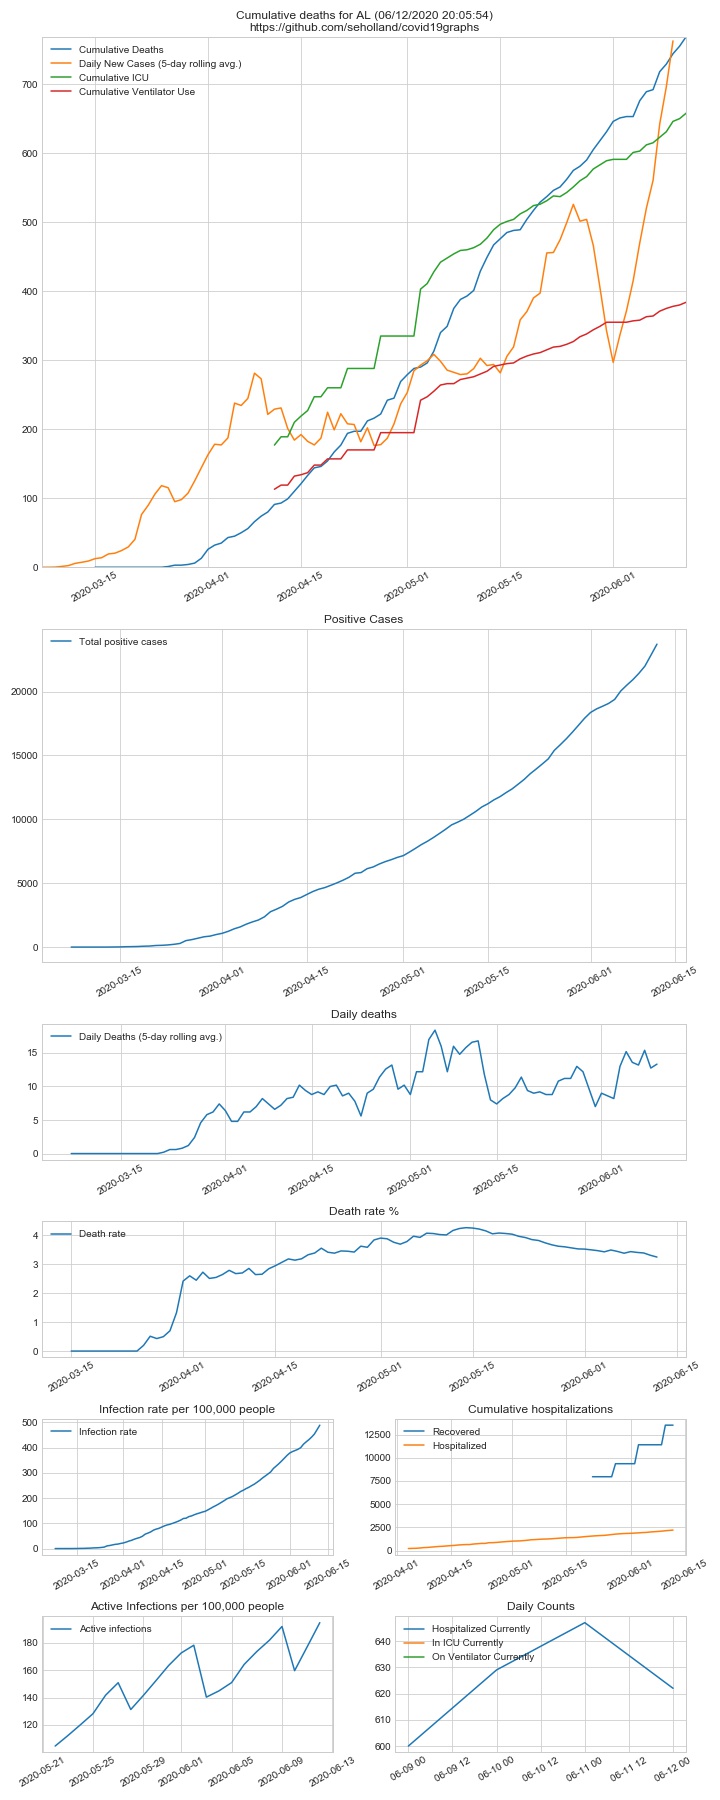 Cumulative deaths for AL (06/12/2020 20:05:54)
https://github.com/seholland/covid19graphs
Cumulative Deaths
Daily New Cases (5-day rolling avg.)
Cumulative ICU
Cumulative Ventilator Use
700
600
500
400
300
200
100
0
2020-03-15 2020-04-01 2020-04-15 2020-05-01 2020-05-15 2020-06-01
Positive Cases
Total positive cases
20000
15000
10000
5000
0
2020-03-15 2020-04-01 2020-04-15 2020-05-01 2020-05-15 2020-06-01 2020-06-15
Daily deaths
Daily Deaths (5-day rolling avg.)
15
10
5
0
2020-03-15 2020-04-01 2020-04-15 2020-05-01 2020-05-15 2020-06-01
Death rate %
Death rate
4
3
2
1
0
2020-03-15 2020-04-01 2020-04-15 2020-05-01 2020-05-15 2020-06-01 2020-06-15
Infection rate per 100,000 people
Infection rate
500
400
300
200
100
0
2020-03-15 2020-04-01 2020-04-15 2020-05-01 2020-05-15 2020-06-01 2020-06-15
Cumulative hospitalizations
Recovered
Hospitalized
12500
10000
7500
5000
2500
0
2020-04-01 2020-04-15 2020-05-01 2020-05-15 2020-06-01 2020-06-15
Active Infections per 100,000 people
Active infections
180
160
140
120
2020-05-21 2020-05-25 2020-05-29 2020-06-01 2020-06-05 2020-06-09 2020-06-13
Daily Counts
Hospitalized Currently
In ICU Currently
On Ventilator Currently
640
630
620
610
600
06-09 00 06-09 12 06-10 00 06-10 12 06-11 00 06-11 12 06-12 00